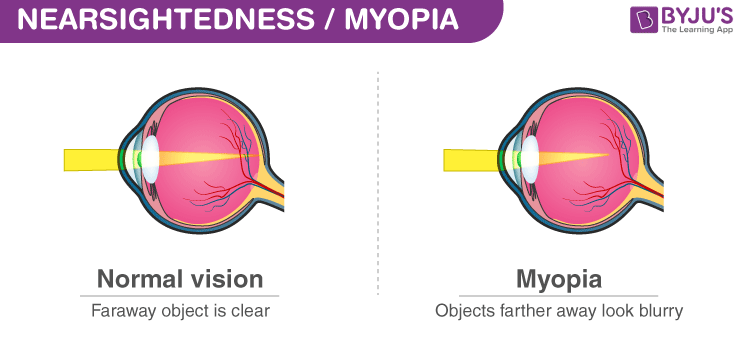 NEARSIGHTEDNESS / MYOPIA
BYJU'S
The Learning App
Normal vision
Faraway object is clear
Myopia
Objects farther away look blurry